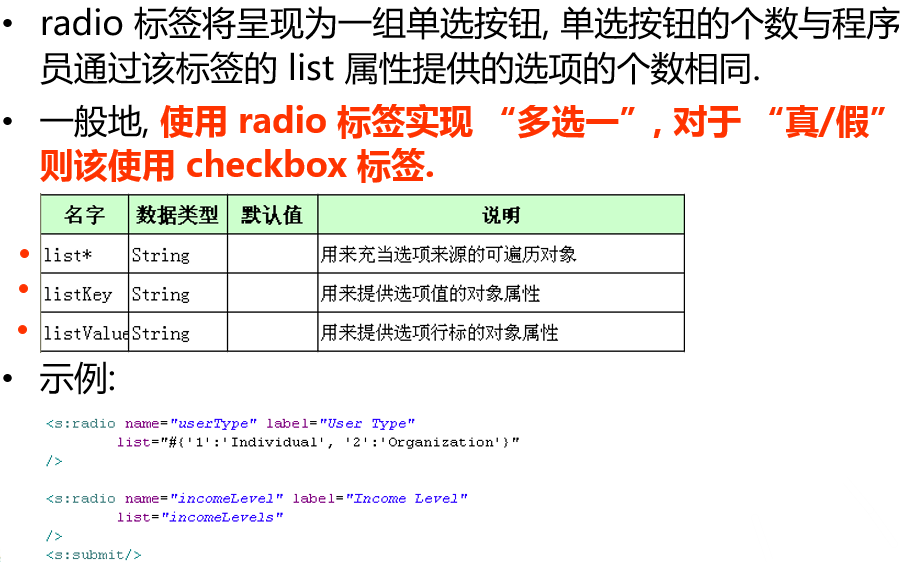 • radio 标签将呈现为一组单选按钮, 单选按钮的个数与程序
员通过该标签的 list 属性提供的选项的个数相同.
• 一般地, 使用 radio 标签实现 “多选一”, 对于 “真/假”
则该使用 checkbox 标签.
名字 数据类型 默认值 说明
• list* String 用来充当选项来源的可遍历对象
• listKey String 用来提供选项值的对象属性
• listValue String 用来提供选项行标的对象属性
• 示例:
<s:radio name="userType" label="User Type"
list="#{'1':'Individual', '2':'Organization'}"
/>
<s:radio name="incomeLevel" label="Income Level"
list="incomeLevels"
/>
<s:submit/>